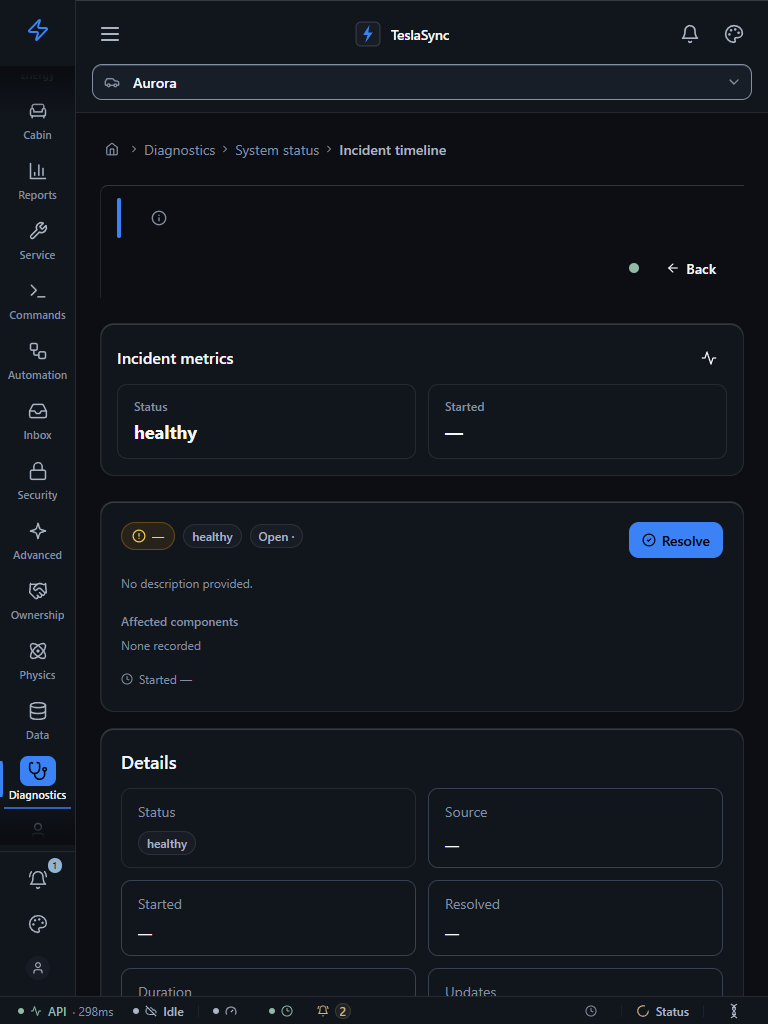 TeslaSync
Aurora
Energy
Cabin
Reports
Service
Commands
Automation
Inbox
Security
Advanced
Ownership
Physics
Data
Diagnostics
1
Diagnostics > System status > Incident timeline
Back
Incident metrics
Status
healthy
Started
—
— healthy Open ·
Resolve
No description provided.
Affected components
None recorded
Started —
Details
Status
healthy
Source
—
Started
—
Resolved
—
Duration
Updates
API · 298ms Idle 2 Status